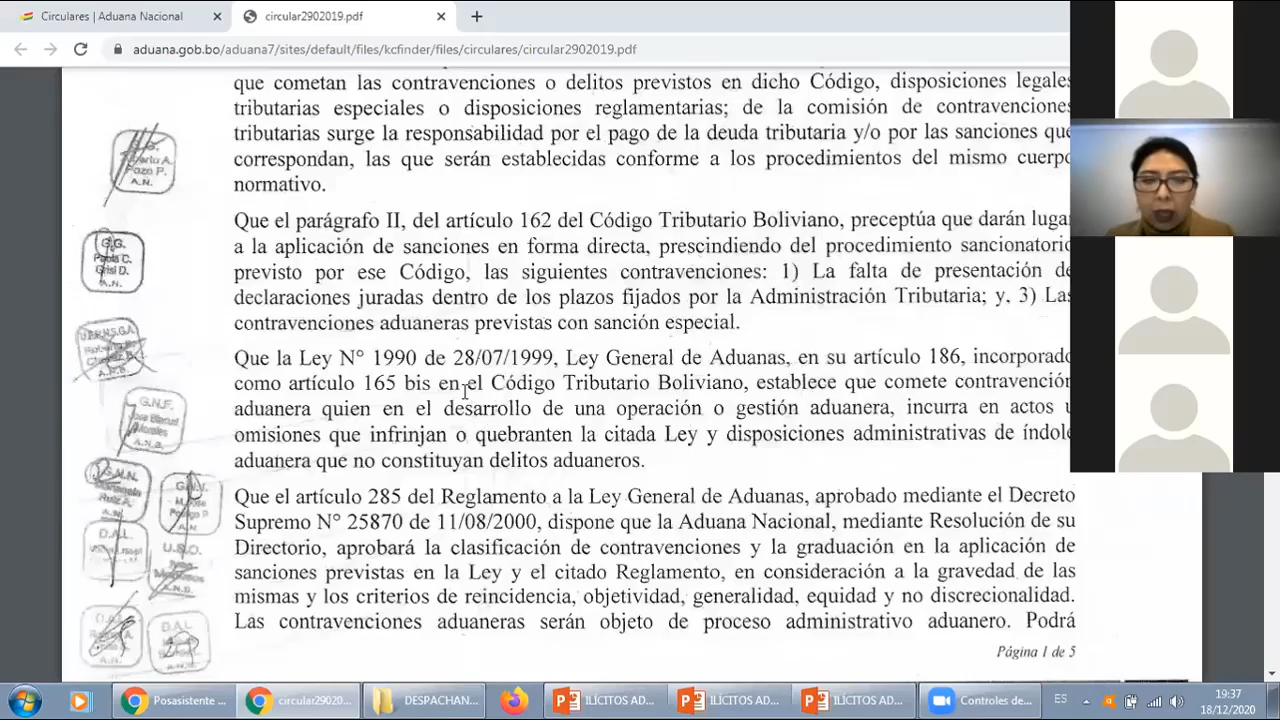 Circulares | Aduana Nacional
circular2902019.pdf
aduana.gob.bo/aduana7/sites/default/files/kcfinder/files/circulares/circular2902019.pdf
que cometan las contravenciones o delitos previstos en dicho Código, disposiciones legales
tributarias especiales o disposiciones reglamentarias; de la comisión de contravenciones
tributarias surge la responsabilidad por el pago de la deuda tributaria y/o por las sanciones que
correspondan, las que serán establecidas conforme a los procedimientos del mismo cuerpo
normativo.
Que el parágrafo II, del artículo 162 del Código Tributario Boliviano, preceptúa que darán lugar
a la aplicación de sanciones en forma directa, prescindiendo del procedimiento sancionatorio
previsto por ese Código, las siguientes contravenciones: 1) La falta de presentación de
declaraciones juradas dentro de los plazos fijados por la Administración Tributaria; y, 3) Las
contravenciones aduaneras previstas con sanción especial.
Que la Ley N° 1990 de 28/07/1999, Ley General de Aduanas, en su artículo 186, incorporado
como artículo 165 bis en el Código Tributario Boliviano, establece que comete contravención
aduanera quien en el desarrollo de una operación o gestión aduanera, incurra en actos u
omisiones que infrinjan o quebranten la citada Ley y disposiciones administrativas de índole
aduanera que no constituyan delitos aduaneros.
Que el artículo 285 del Reglamento a la Ley General de Aduanas, aprobado mediante el Decreto
Supremo N° 25870 de 11/08/2000, dispone que la Aduana Nacional, mediante Resolución de su
Directorio, aprobará la clasificación de contravenciones y la graduación en la aplicación de
sanciones previstas en la Ley y el citado Reglamento, en consideración a la gravedad de las
mismas y los criterios de reincidencia, objetividad, generalidad, equidad y no discrecionalidad.
Las contravenciones aduaneras serán objeto de proceso administrativo aduanero. Podrá
Página 1 de 5
Pozo P.
A.N.
G.G.
Grisi D.
A.N.
G.N.F.
Morales
A.N.B.
D.A.L.
U.S.O.
A.N.B.
D.A.L.
A.N.
Posasistente ...
circular29020...
DESPACHAN...
ILÍCITOS AD...
ILÍCITOS AD...
ILÍCITOS AD...
Controles de...
ES
19:37
18/12/2020